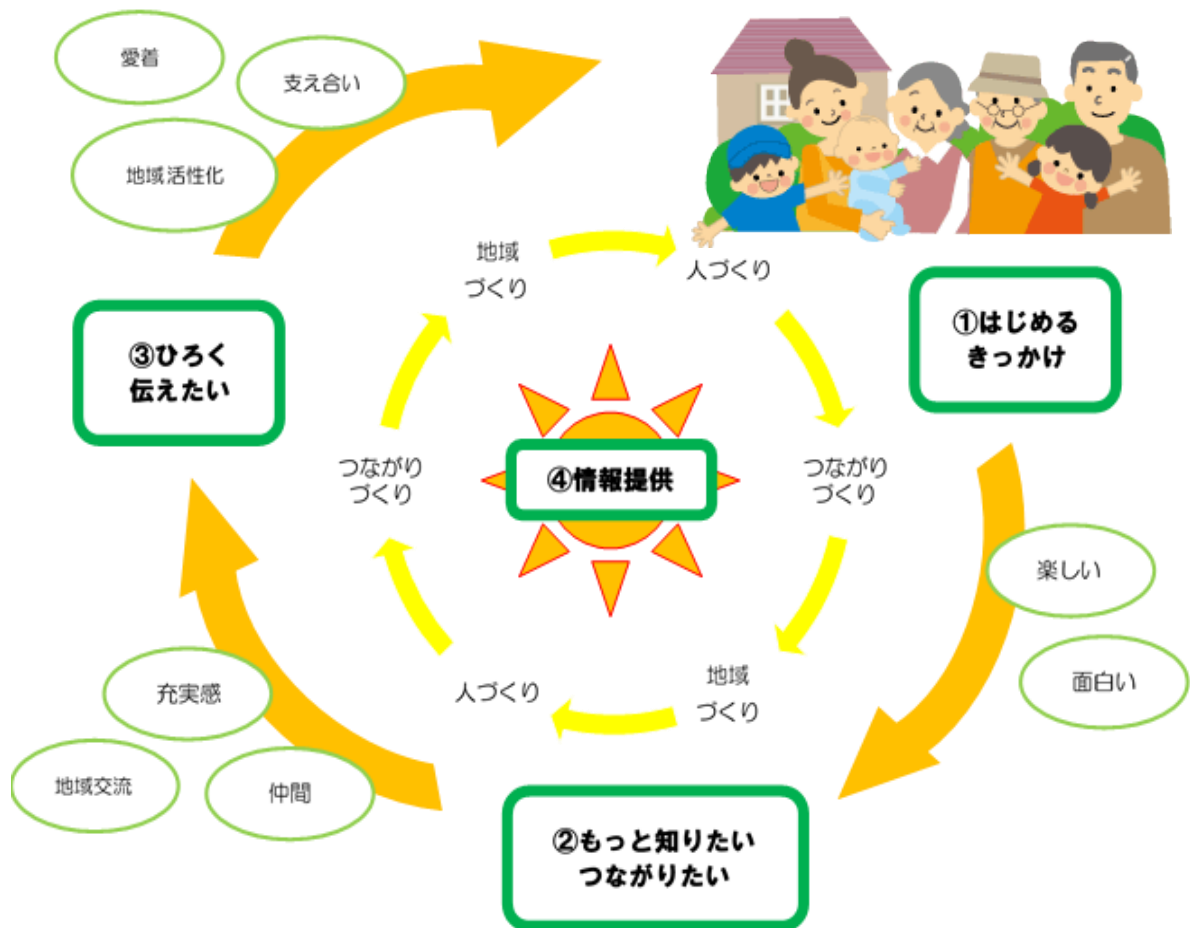 愛着
支え合い
地域活性化
地域
づくり
人づくり
①はじめる
きっかけ
③ひろく
伝えたい
つながり
づくり
④情報提供
つながり
づくり
楽しい
面白い
充実感
人づくり
地域
づくり
地域交流
仲間
②もっと知りたい
つながりたい